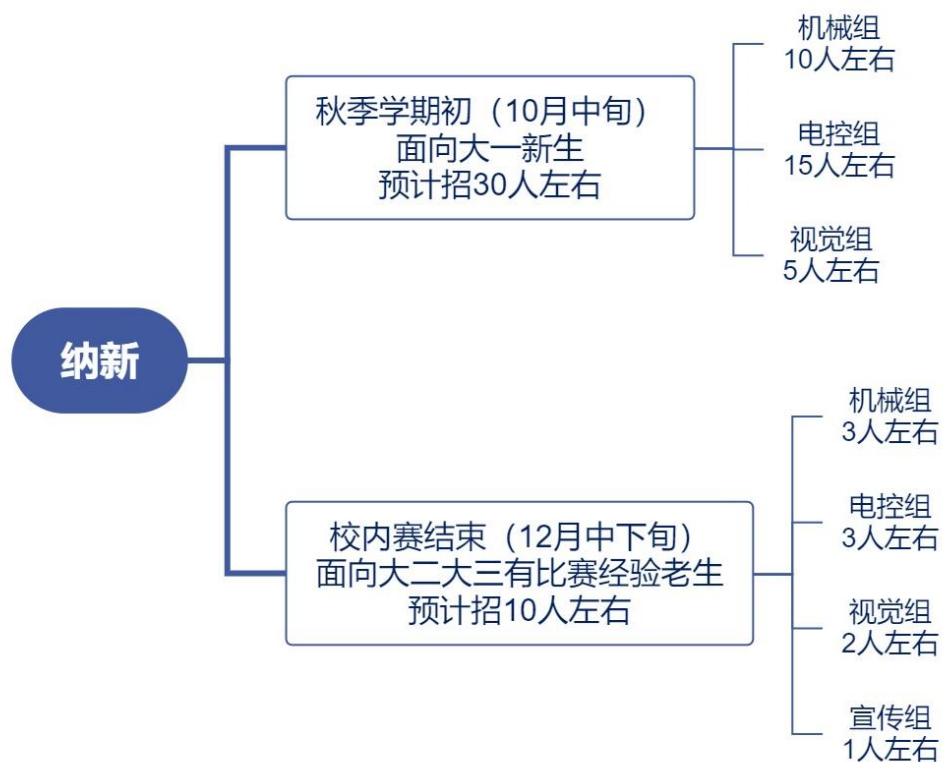 纳新
秋季学期初（10月中旬）
面向大一新生
预计招30人左右
机械组
10人左右
电控组
15人左右
视觉组
5人左右
校内赛结束（12月中下旬）
面向大二大三有比赛经验老生
预计招10人左右
机械组
3人左右
电控组
3人左右
视觉组
2人左右
宣传组
1人左右